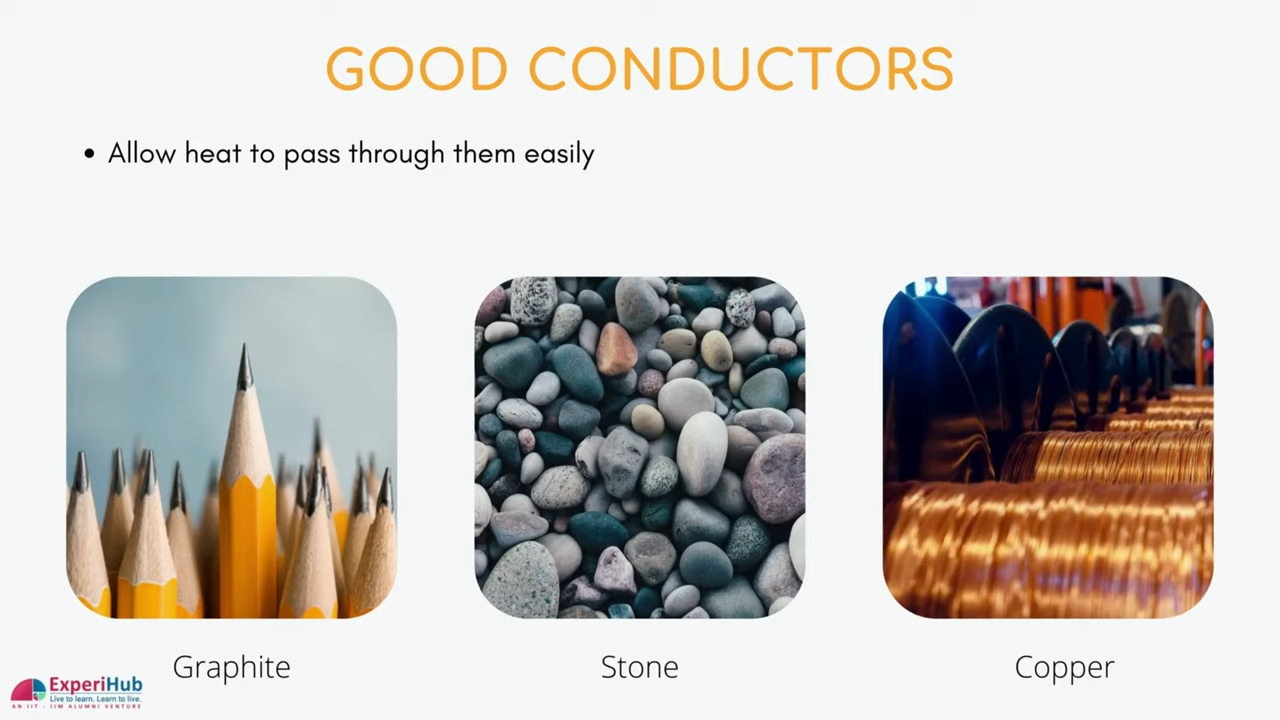 GOOD CONDUCTORS
• Allow heat to pass through them easily
Graphite
Stone
Copper
ExperiHub
Live to learn. Learn to live.
AN IIT - IIM ALUMNI VENTURE